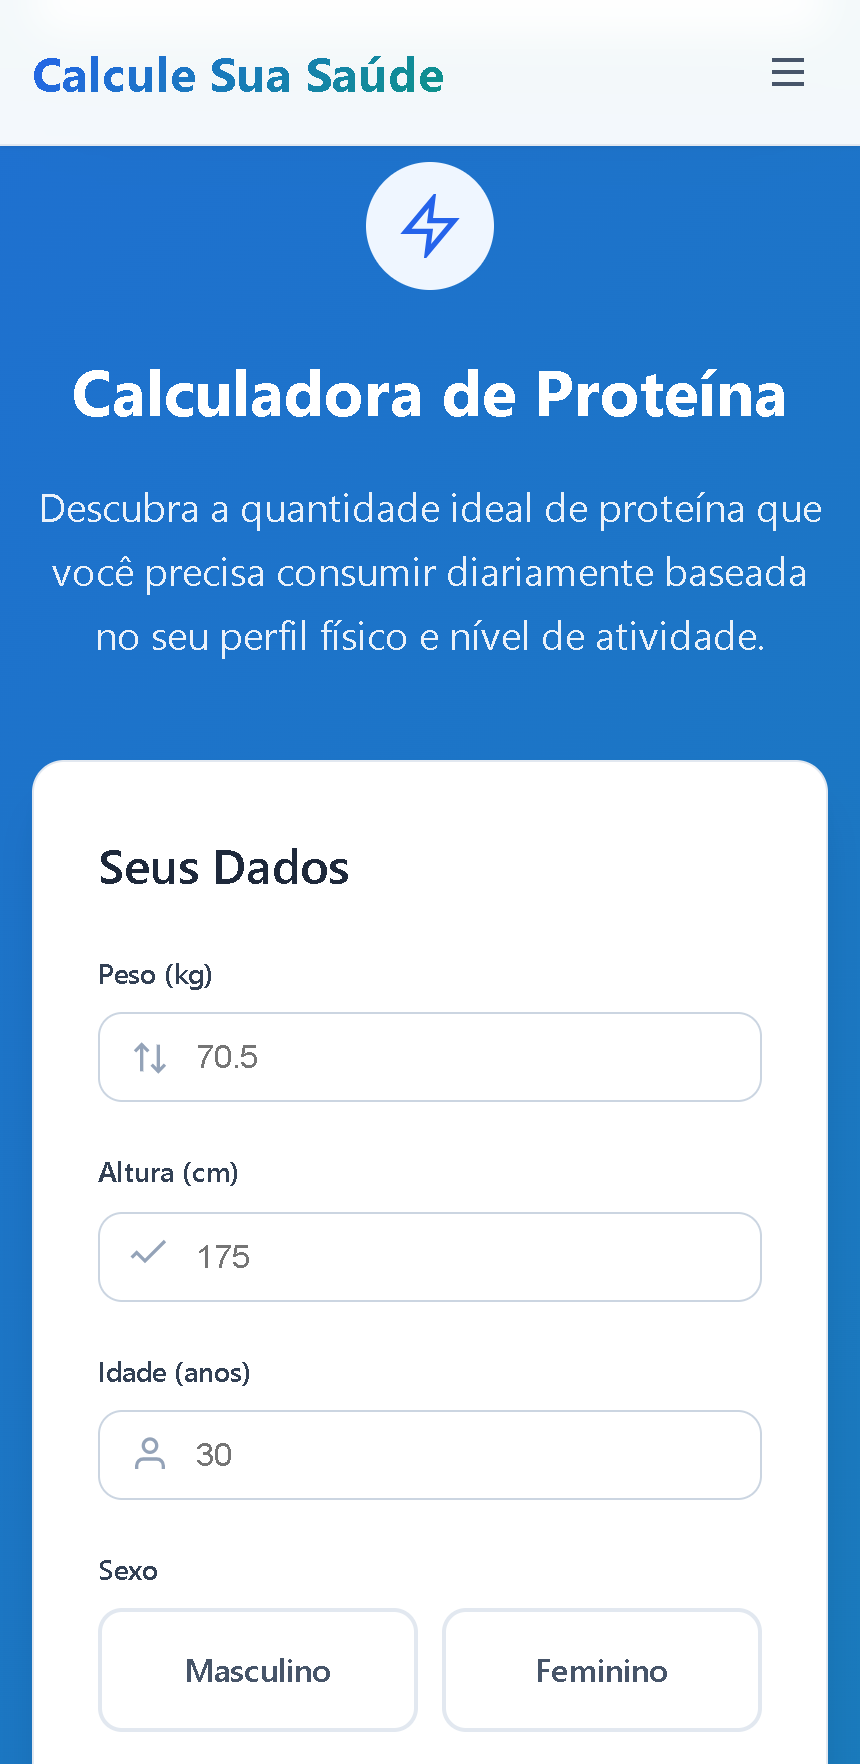 Calcule Sua Saúde
Calculadora de Proteína
Descubra a quantidade ideal de proteína que
você precisa consumir diariamente baseada
no seu perfil físico e nível de atividade.
Seus Dados
Peso (kg)
70.5
Altura (cm)
175
Idade (anos)
30
Sexo
Masculino
Feminino